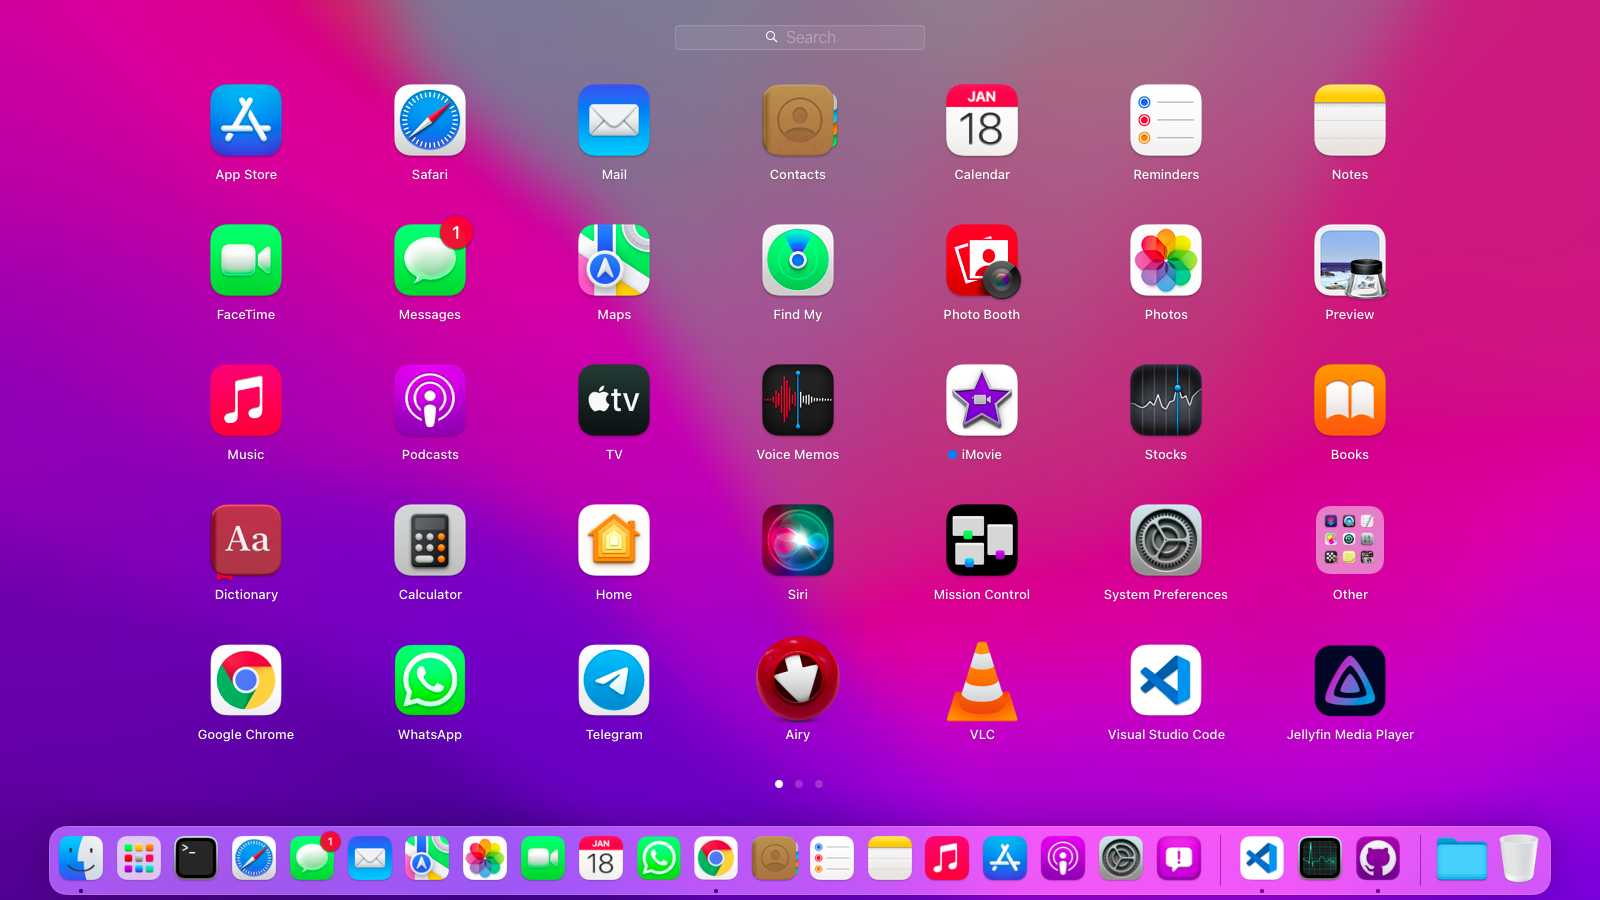 Search
App Store
Safari
Mail
Contacts
JAN
18
Calendar
Reminders
Notes
FaceTime
1
Messages
Maps
Find My
Photo Booth
Photos
Preview
Music
Podcasts
tv
TV
Voice Memos
iMovie
Stocks
Books
Aa
Dictionary
Calculator
Home
Siri
Mission Control
System Preferences
Other
Google Chrome
WhatsApp
Telegram
Airy
VLC
Visual Studio Code
Jellyfin Media Player
>_
1
JAN
18